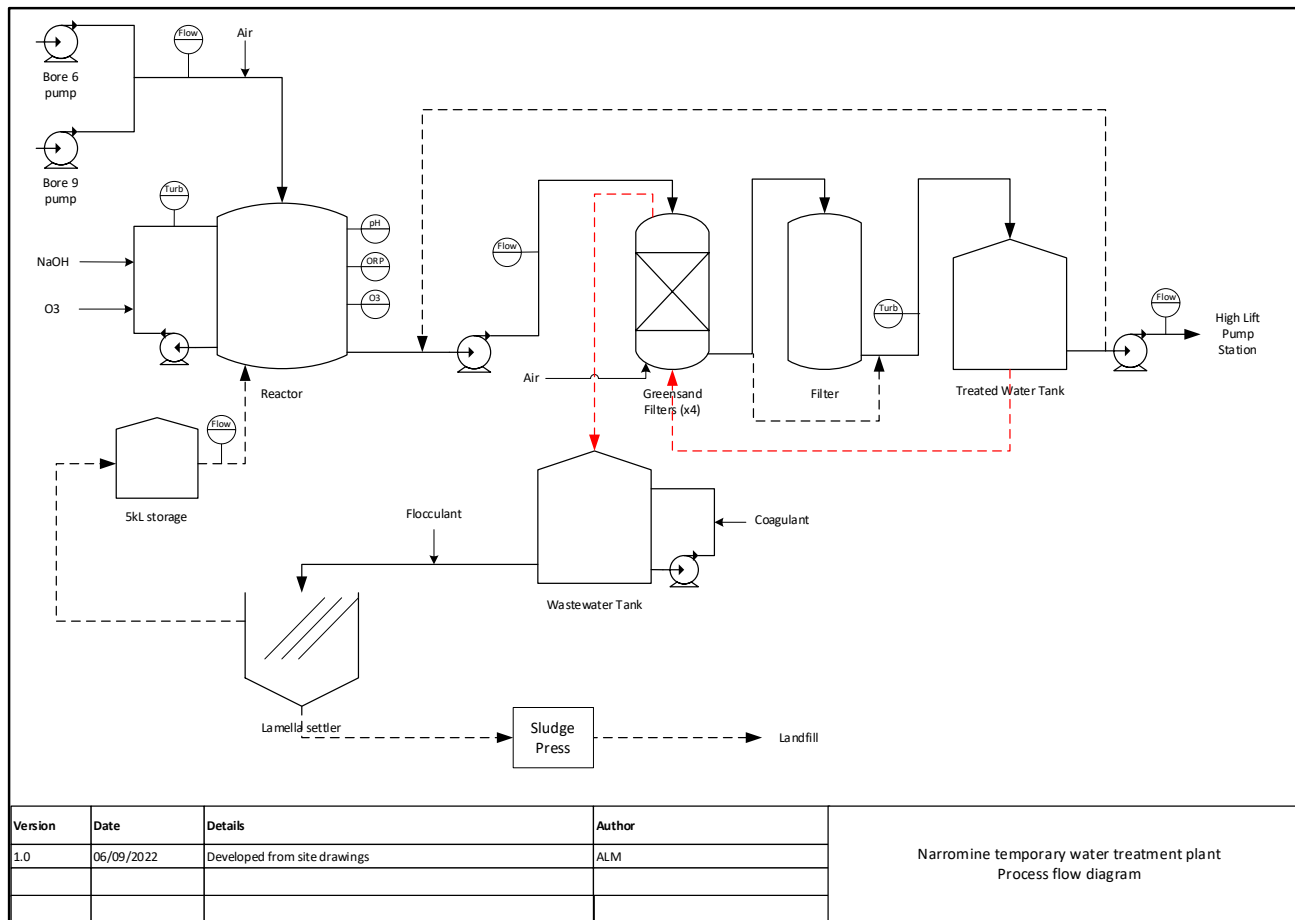 Flow
Air
Bore 6
pump
Bore 9
pump
Turb
pH
NaOH
ORP
Flow
O3
O3
Turb
Flow
High Lift
Pump
Station
Air
Reactor
Greensand
Filters (x4)
Filter
Treated Water Tank
Flow
5kL storage
Flocculant
Coagulant
Wastewater Tank
Lamella settler
Sludge
Press
Landfill
Version Date Details Author
1.0 06/09/2022 Developed from site drawings ALM
Narromine temporary water treatment plant
Process flow diagram